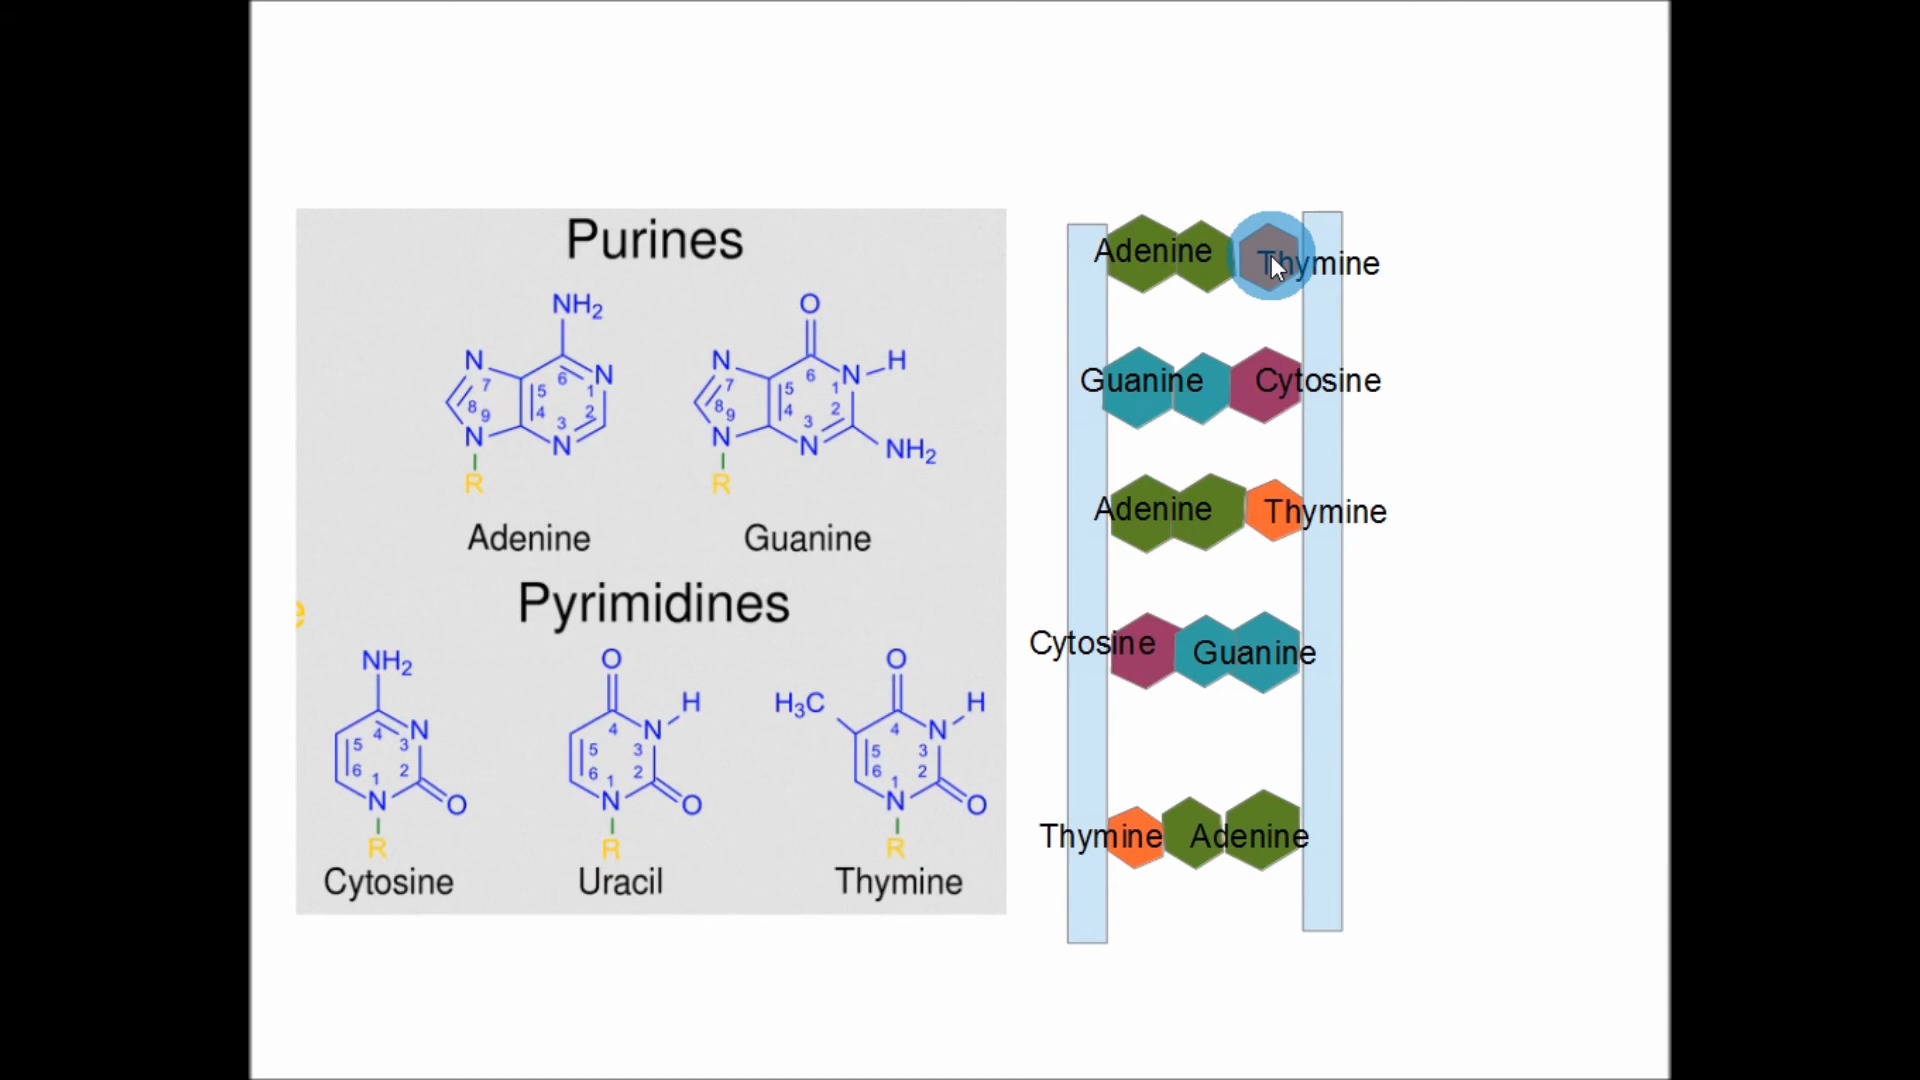 Purines
NH2
O
N
N
N
N
H
7
5
6
1
8
9
4
3
2
7
5
6
1
8
9
4
3
2
N
N
N
N
NH2
R
R
Adenine
Guanine
Pyrimidines
e
NH2
O
O
H
H3C
H
N
N
N
5
4
3
6
1
2
5
4
3
6
1
2
5
4
3
6
1
2
N
O
N
O
N
O
R
R
R
Cytosine
Uracil
Thymine
Adenine
Thymine
Guanine
Cytosine
Adenine
Thymine
Cytosine
Guanine
Thymine
Adenine